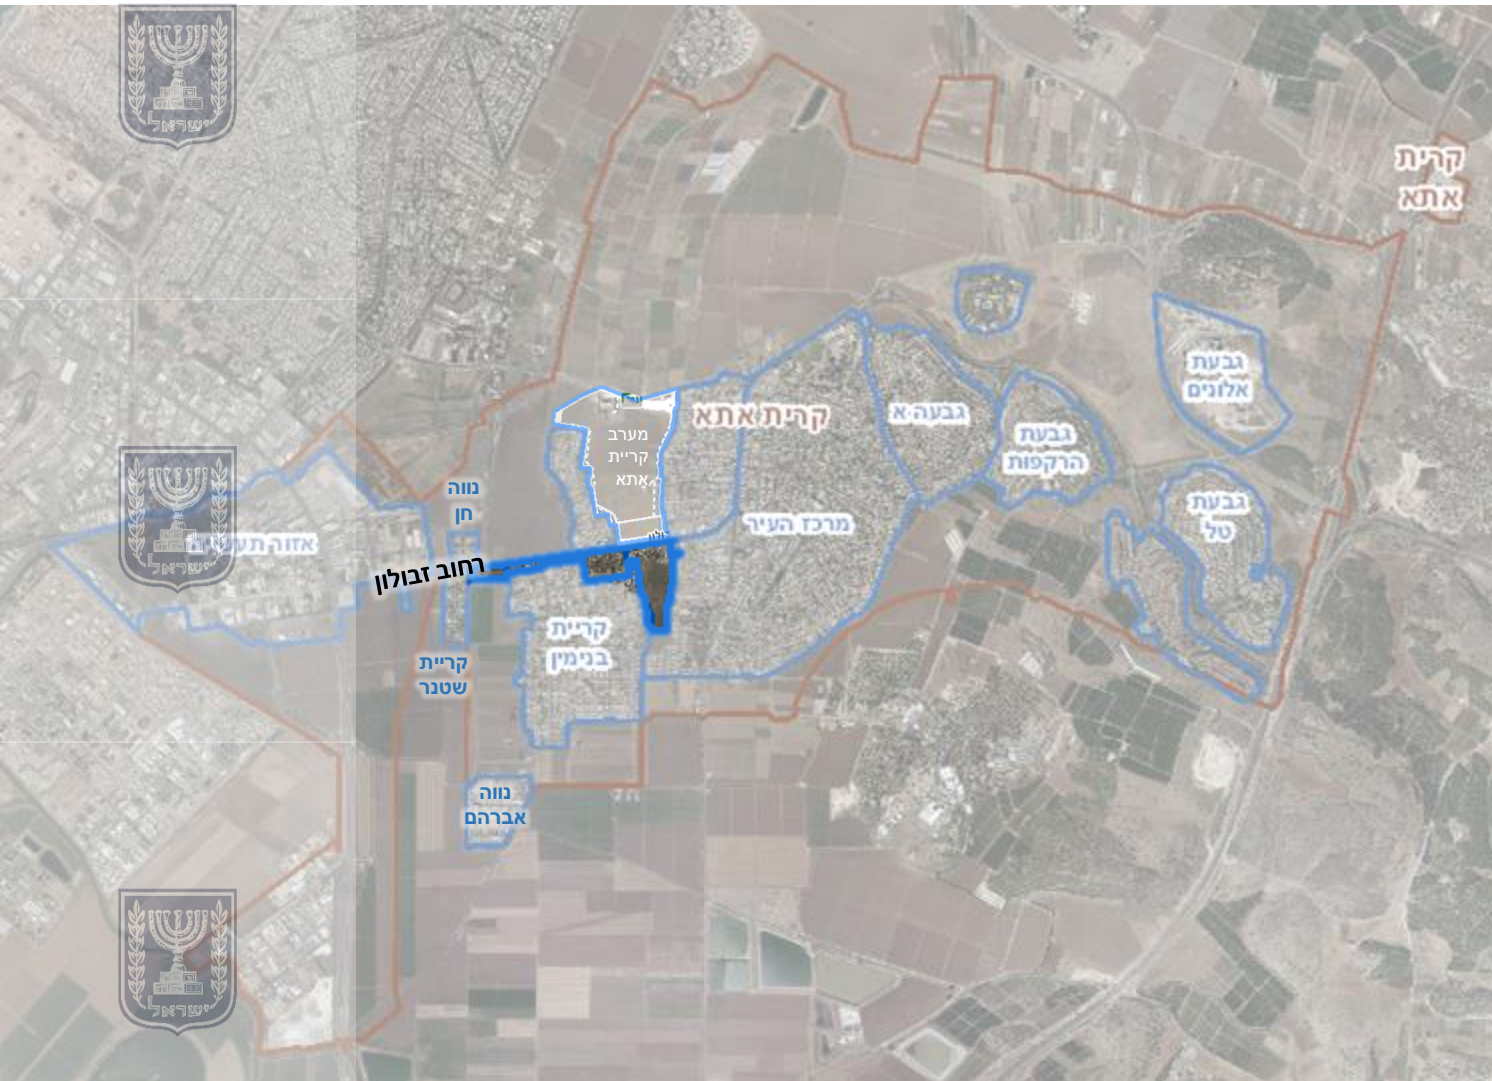 ישראל
קרית
אתא
גבעת
אלונים
קרית אתא
גבעה א
גבעת
הרקפות
מערב
קריית
אתא
גבעת
טל
נווה
חן
מרכז העיר
ישראל
רחוב זבולון
קריית
בנימין
קריית
שטנר
נווה
אברהם
ישראל